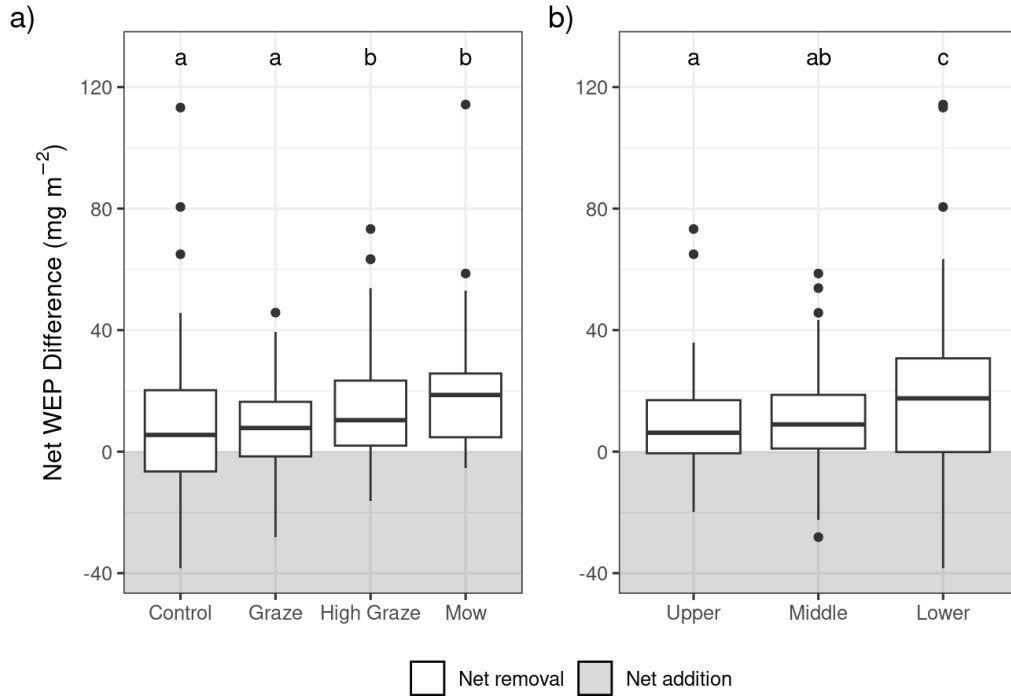 a)
b)
a a b b
a ab c
Net WEP Difference (mg m⁻²)
120
80
40
0
-40
120
80
40
0
-40
Control Graze High Graze Mow
Upper Middle Lower
Net removal Net addition